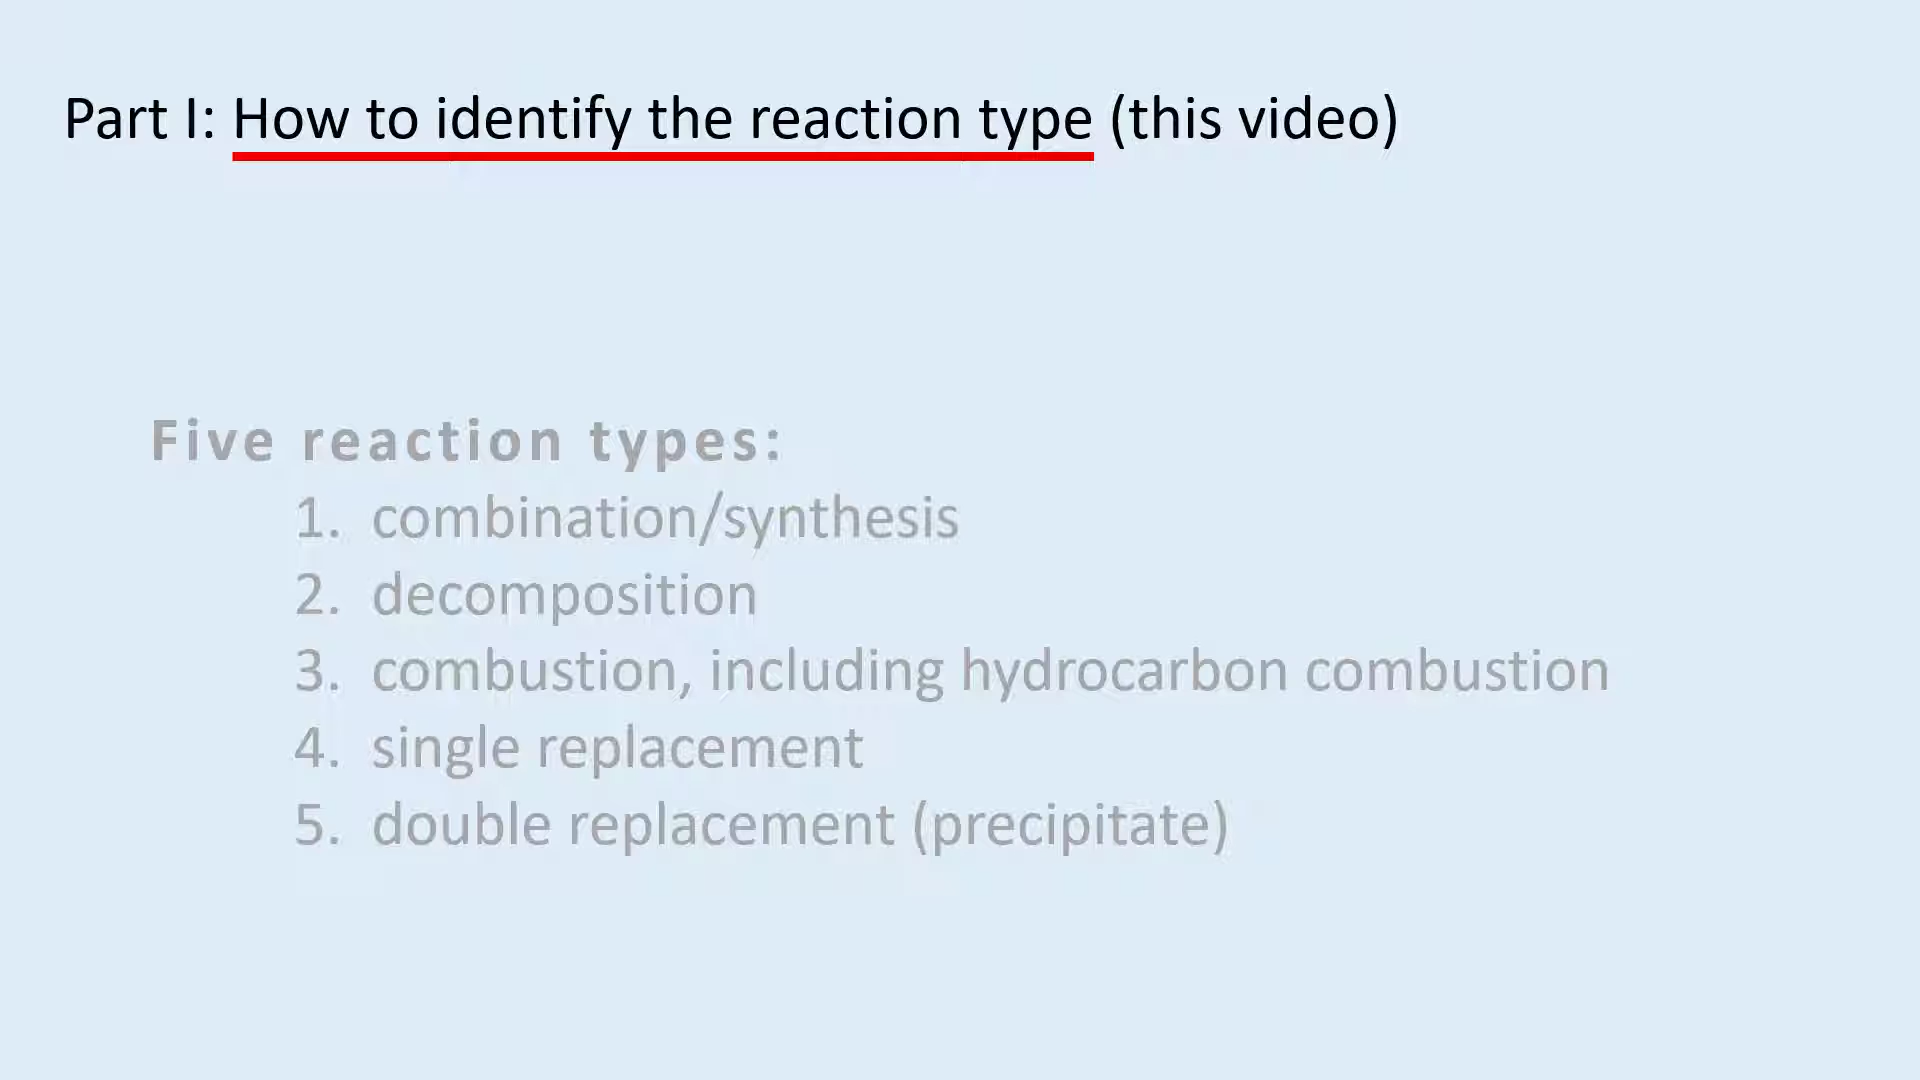 Part I: How to identify the reaction type (this video)
Five reaction types:
1. combination/synthesis
2. decomposition
3. combustion, including hydrocarbon combustion
4. single replacement
5. double replacement (precipitate)